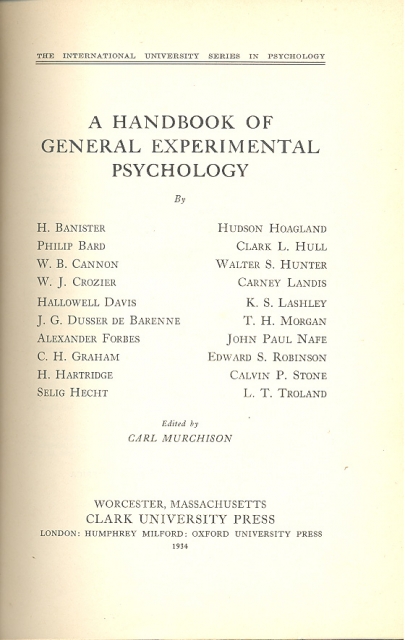 THE INTERNATIONAL UNIVERSITY SERIES IN PSYCHOLOGY
A HANDBOOK OF
GENERAL EXPERIMENTAL
PSYCHOLOGY
By
H. BANISTER
PHILIP BARD
W. B. CANNON
W. J. CROZIER
HALLOWELL DAVIS
J. G. DUSSER DE BARENNE
ALEXANDER FORBES
C. H. GRAHAM
H. HARTRIDGE
SELIG HECHT
HUDSON HOAGLAND
CLARK L. HULL
WALTER S. HUNTER
CARNEY LANDIS
K. S. LASHLEY
T. H. MORGAN
JOHN PAUL NAFE
EDWARD S. ROBINSON
CALVIN P. STONE
L. T. TROLAND
Edited by
CARL MURCHISON
WORCESTER, MASSACHUSETTS
CLARK UNIVERSITY PRESS
LONDON: HUMPHREY MILFORD: OXFORD UNIVERSITY PRESS
1934